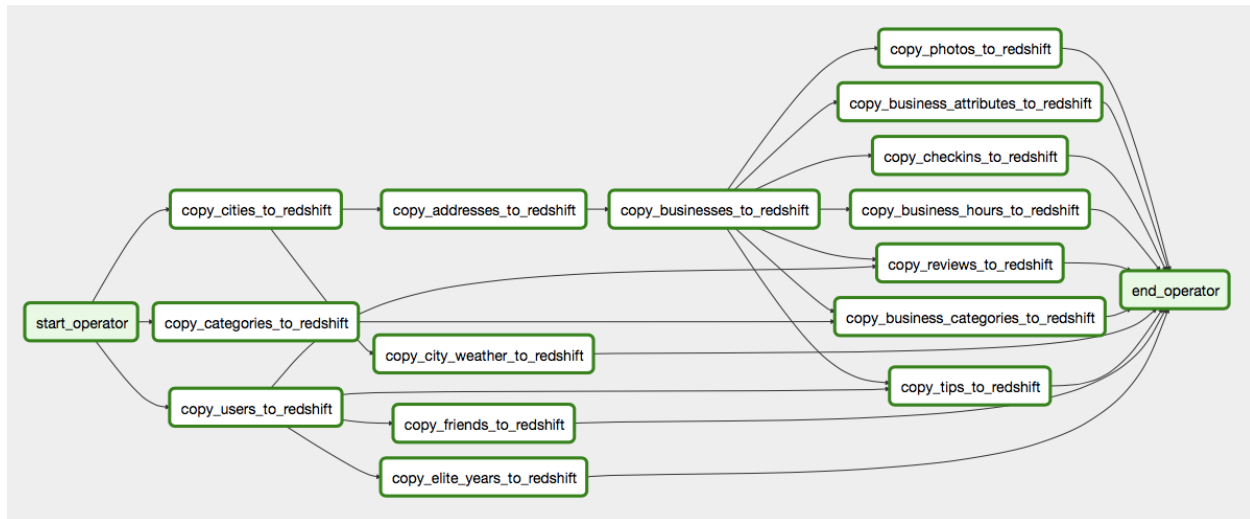 copy_photos_to_redshift
copy_business_attributes_to_redshift
copy_checkins_to_redshift
copy_cities_to_redshift
copy_addresses_to_redshift
copy_businesses_to_redshift
copy_business_hours_to_redshift
copy_reviews_to_redshift
end_operator
start_operator
copy_categories_to_redshift
copy_business_categories_to_redshift
copy_city_weather_to_redshift
copy_tips_to_redshift
copy_users_to_redshift
copy_friends_to_redshift
copy_elite_years_to_redshift